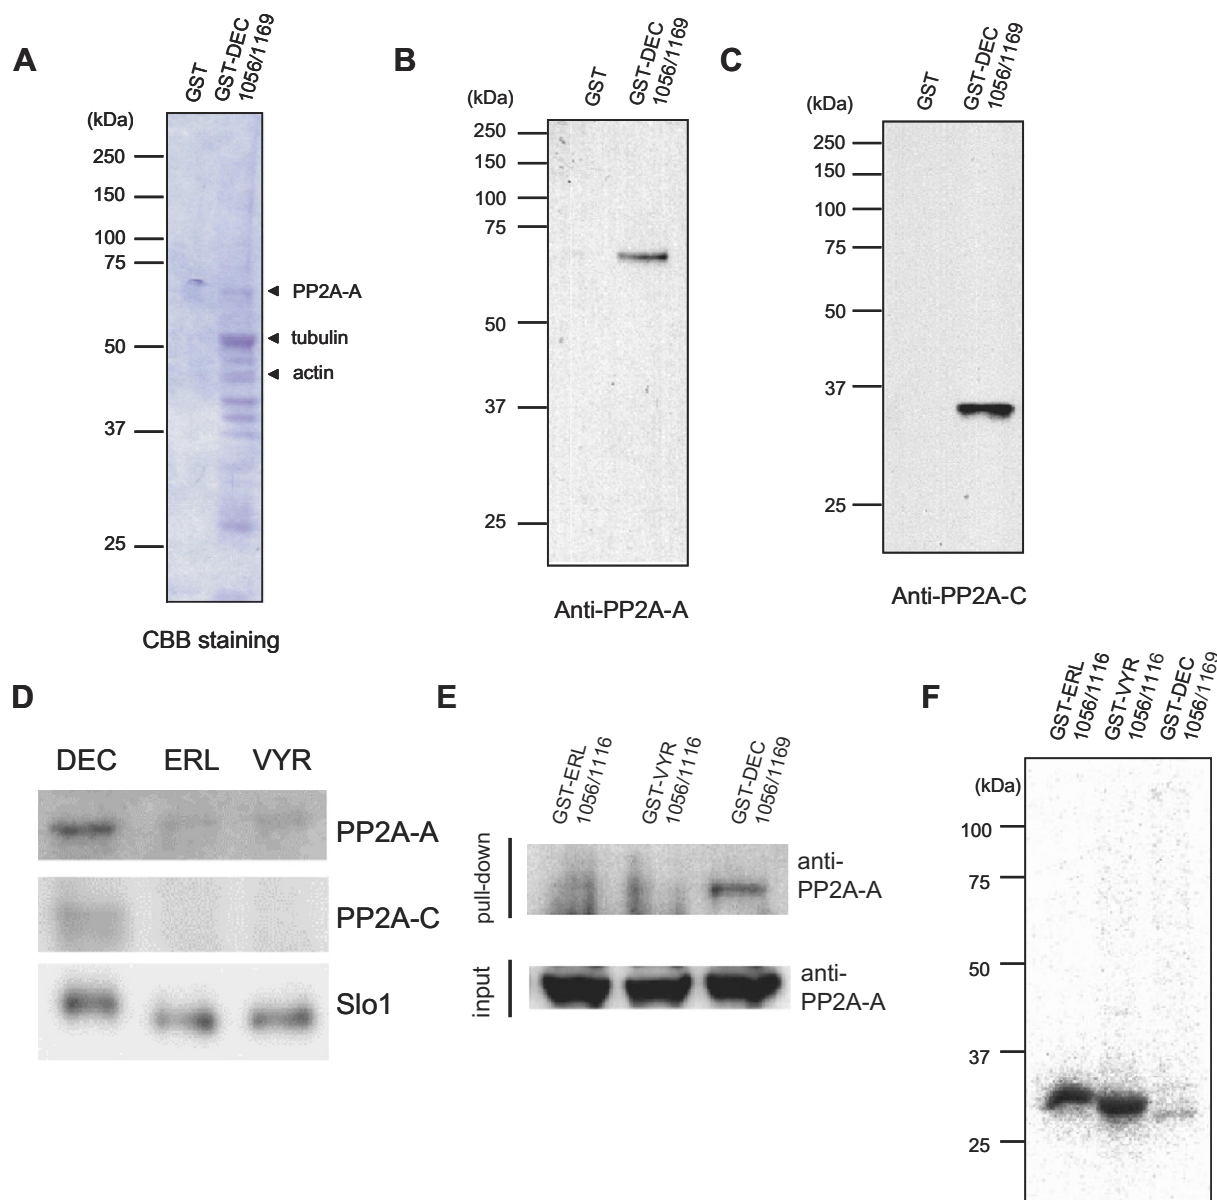 A
GST
GST-DEC
1056/1169
(kDa)
250
150
100
75
50
37
25
PP2A-A
tubulin
actin
CBB staining
B
GST
GST-DEC
1056/1169
(kDa)
250
150
100
75
50
37
25
Anti-PP2A-A
C
GST
GST-DEC
1056/1169
(kDa)
250
150
100
75
50
37
25
Anti-PP2A-C
D
DEC ERL VYR
PP2A-A
PP2A-C
Slo1
E
GST-ERL
1056/1116
GST-VYR
1056/1116
GST-DEC
1056/1169
pull-down
anti-
PP2A-A
input
anti-
PP2A-A
F
GST-ERL
1056/1116
GST-VYR
1056/1116
GST-DEC
1056/1169
(kDa)
100
75
50
37
25